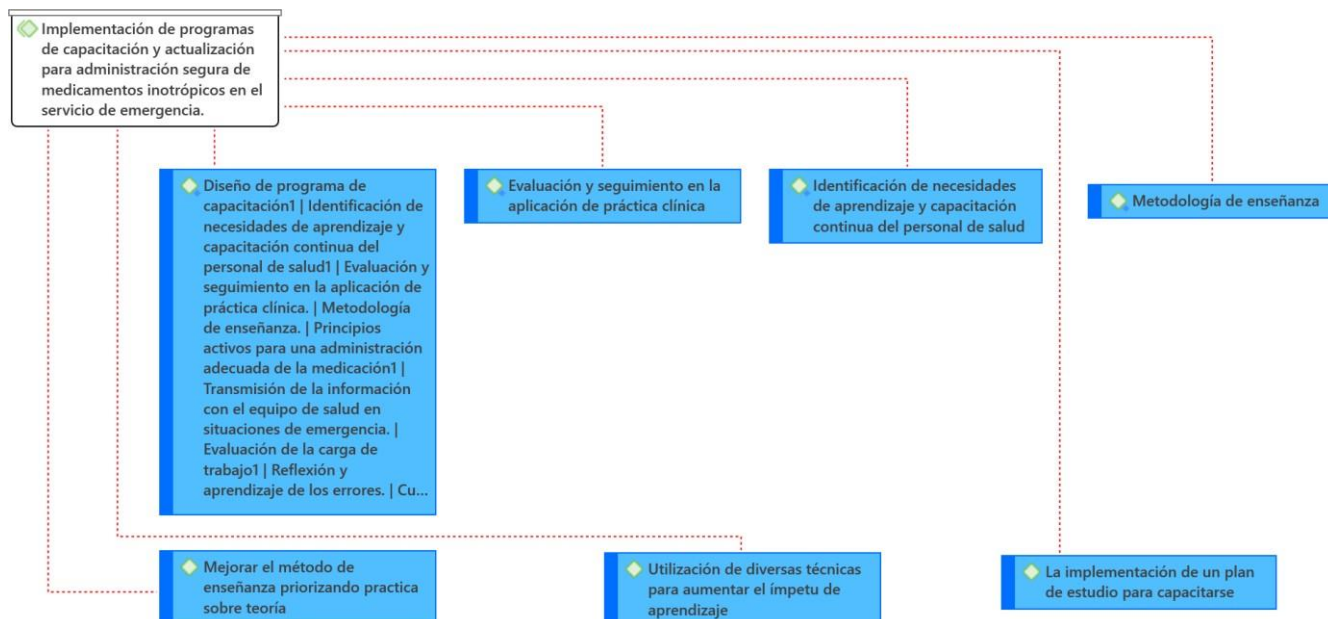 Implementación de programas
de capacitación y actualización
para administración segura de
medicamentos inotrópicos en el
servicio de emergencia.
Diseño de programa de
capacitación1 | Identificación de
necesidades de aprendizaje y
capacitación continua del
personal de salud1 | Evaluación y
seguimiento en la aplicación de
práctica clínica. | Metodología
de enseñanza. | Principios
activos para una administración
adecuada de la medicación1 |
Transmisión de la información
con el equipo de salud en
situaciones de emergencia. |
Evaluación de la carga de
trabajo1 | Reflexión y
aprendizaje de los errores. | Cu...
Evaluación y seguimiento en la
aplicación de práctica clínica
Identificación de necesidades
de aprendizaje y capacitación
continua del personal de salud
Metodología de enseñanza
Mejorar el método de
enseñanza priorizando practica
sobre teoría
Utilización de diversas técnicas
para aumentar el ímpetu de
aprendizaje
La implementación de un plan
de estudio para capacitarse